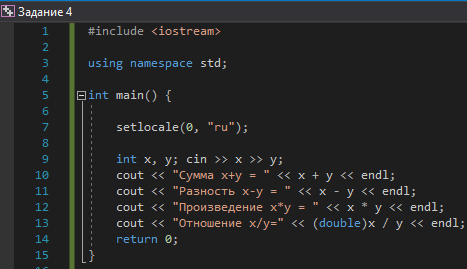 Задание 4
1 #include <iostream>
2
3 using namespace std;
4
5 int main() {
6
7 setlocale(0, "ru");
8
9 int x, y; cin >> x >> y;
10 cout << "Сумма x+y = " << x + y << endl;
11 cout << "Разность x-y = " << x - y << endl;
12 cout << "Произведение x*y = " << x * y << endl;
13 cout << "Отношение x/y=" << (double)x / y << endl;
14 return 0;
15 }
16